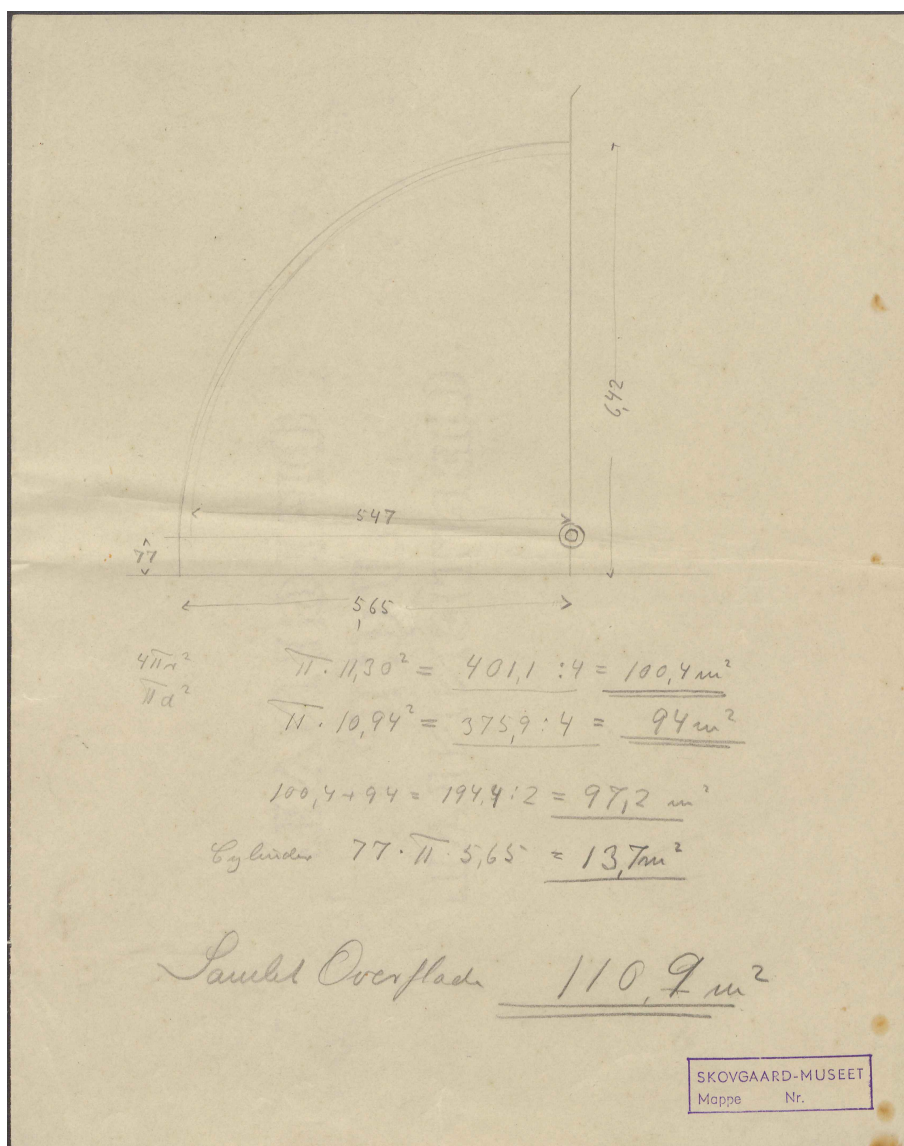 6,42
547
77
5,65
4πr²
π · 11,30² = 401,1 : 4 = 100,4 m²
πd²
π · 10,94² = 375,9 : 4 = 94 m²
100,4 + 94 = 194,4 : 2 = 97,2 m²
Cylinder 77 · π · 5,65 = 13,7 m²
Samlet Overflade 110,9 m²
SKOVGAARD-MUSEET
Mappe Nr.